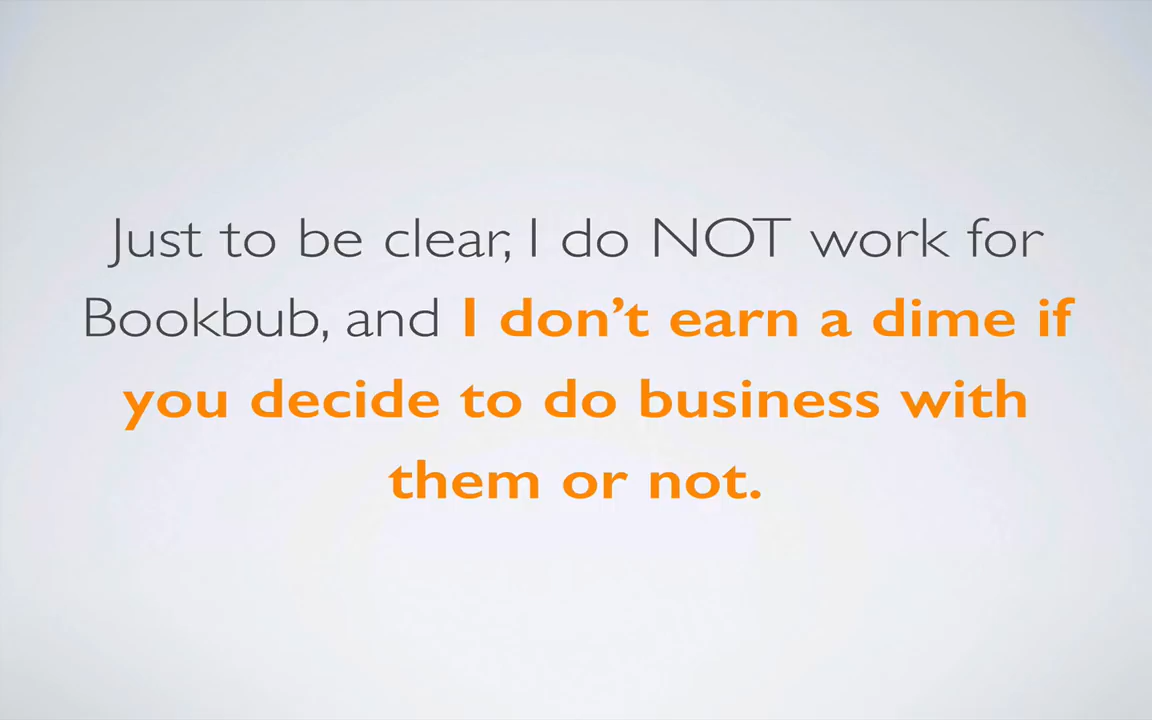 Just to be clear, I do NOT work for
Bookbub, and I don’t earn a dime if
you decide to do business with
them or not.